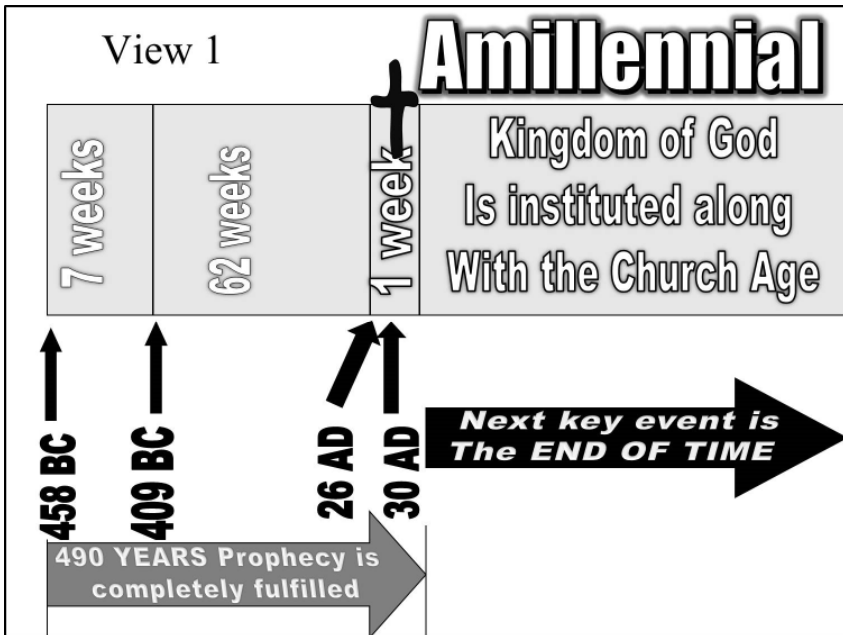 View 1
Amillennial
7 weeks
62 weeks
1 week
Kingdom of God
Is instituted along
With the Church Age
458 BC
409 BC
26 AD
30 AD
Next key event is
The END OF TIME
490 YEARS Prophecy is
completely fulfilled